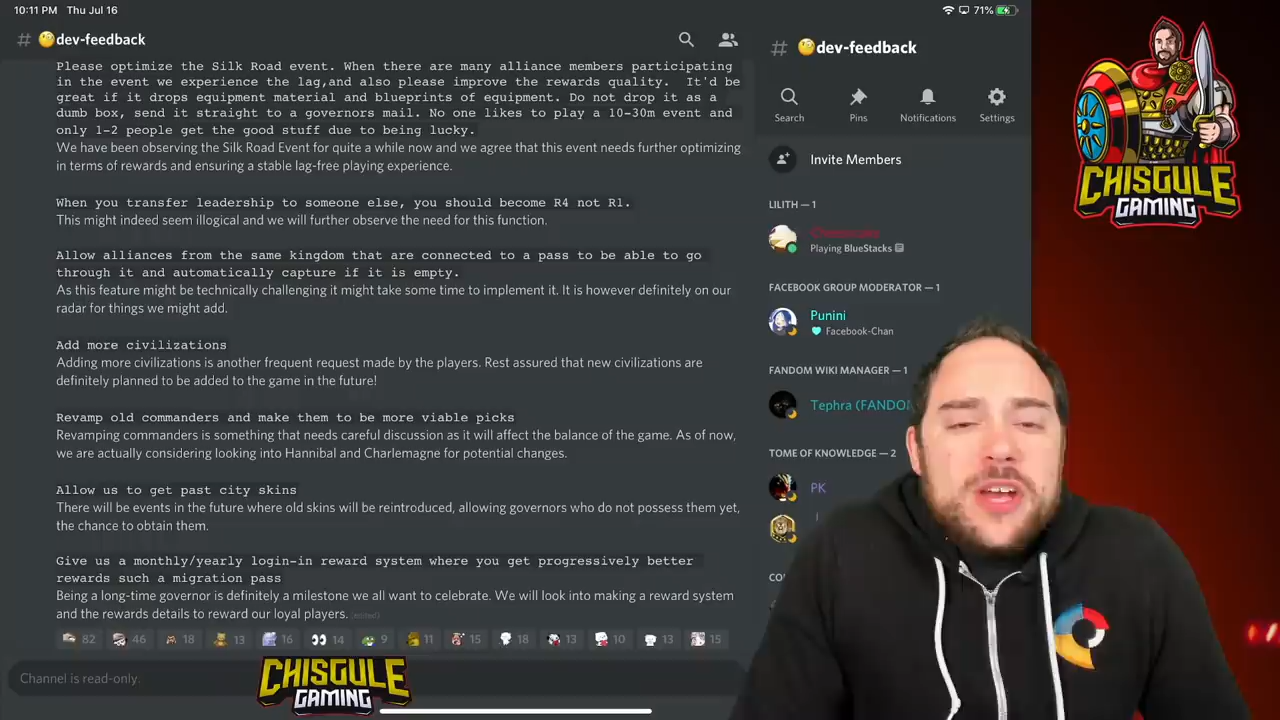 10:11 PM Thu Jul 16
71%
# dev-feedback
Please optimize the Silk Road event. When there are many alliance members participating
in the event we experience the lag,and also please improve the rewards quality. It'd be
great if it drops equipment material and blueprints of equipment. Do not drop it as a
dumb box, send it straight to a governors mail. No one likes to play a 10-30m event and
only 1-2 people get the good stuff due to being lucky.
We have been observing the Silk Road Event for quite a while now and we agree that this event needs further optimizing
in terms of rewards and ensuring a stable lag-free playing experience.
When you transfer leadership to someone else, you should become R4 not R1.
This might indeed seem illogical and we will further observe the need for this function.
Allow alliances from the same kingdom that are connected to a pass to be able to go
through it and automatically capture if it is empty.
As this feature might be technically challenging it might take some time to implement it. It is however definitely on our
radar for things we might add.
Add more civilizations
Adding more civilizations is another frequent request made by the players. Rest assured that new civilizations are
definitely planned to be added to the game in the future!
Revamp old commanders and make them to be more viable picks
Revamping commanders is something that needs careful discussion as it will affect the balance of the game. As of now,
we are actually considering looking into Hannibal and Charlemagne for potential changes.
Allow us to get past city skins
There will be events in the future where old skins will be reintroduced, allowing governors who do not possess them yet,
the chance to obtain them.
Give us a monthly/yearly login-in reward system where you get progressively better
rewards such a migration pass
Being a long-time governor is definitely a milestone we all want to celebrate. We will look into making a reward system
and the rewards details to reward our loyal players. (edited)
82 46 18 13 16 14 9 11 15 18 13 10 13 15
Channel is read-only.
CHISGULE
GAMING
# dev-feedback
Search Pins Notifications Settings
Invite Members
LILITH — 1
Playing BlueStacks
FACEBOOK GROUP MODERATOR — 1
Punini
Facebook-Chan
FANDOM WIKI MANAGER — 1
Tephra (FANDO
TOME OF KNOWLEDGE — 2
PK
CO
CHISGULE
GAMING